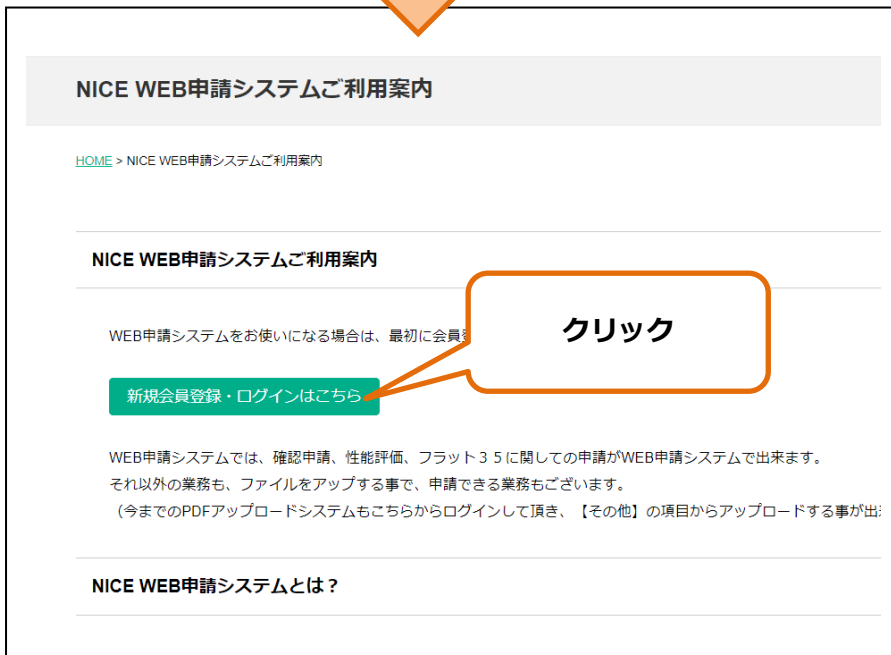 NICE WEB申請システムご利用案内
HOME > NICE WEB申請システムご利用案内
NICE WEB申請システムご利用案内
クリック
WEB申請システムをお使いになる場合は、最初に会員
新規会員登録・ログインはこちら
WEB申請システムでは、確認申請、性能評価、フラット３５に関しての申請がWEB申請システムで出来ます。
それ以外の業務も、ファイルをアップする事で、申請できる業務もございます。
（今までのPDFアップロードシステムもこちらからログインして頂き、【その他】の項目からアップロードする事が出
NICE WEB申請システムとは？